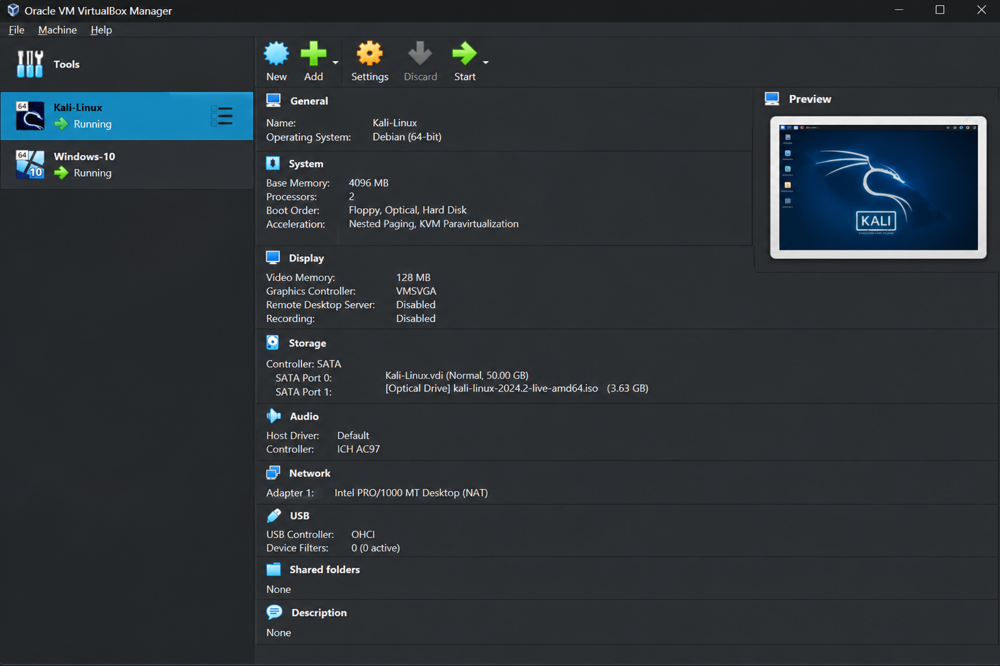 Oracle VM VirtualBox Manager
File Machine Help
Tools
New Add Settings Discard Start
64 Kali-Linux
Running
64 10 Windows-10
Running
General
Name: Kali-Linux
Operating System: Debian (64-bit)
System
Base Memory: 4096 MB
Processors: 2
Boot Order: Floppy, Optical, Hard Disk
Acceleration: Nested Paging, KVM Paravirtualization
Preview
KALI
Display
Video Memory: 128 MB
Graphics Controller: VMSVGA
Remote Desktop Server: Disabled
Recording: Disabled
Storage
Controller: SATA
SATA Port 0: Kali-Linux.vdi (Normal, 50.00 GB)
SATA Port 1: [Optical Drive] kali-linux-2024.2-live-amd64.iso (3.63 GB)
Audio
Host Driver: Default
Controller: ICH AC97
Network
Adapter 1: Intel PRO/1000 MT Desktop (NAT)
USB
USB Controller: OHCI
Device Filters: 0 (0 active)
Shared folders
None
Description
None